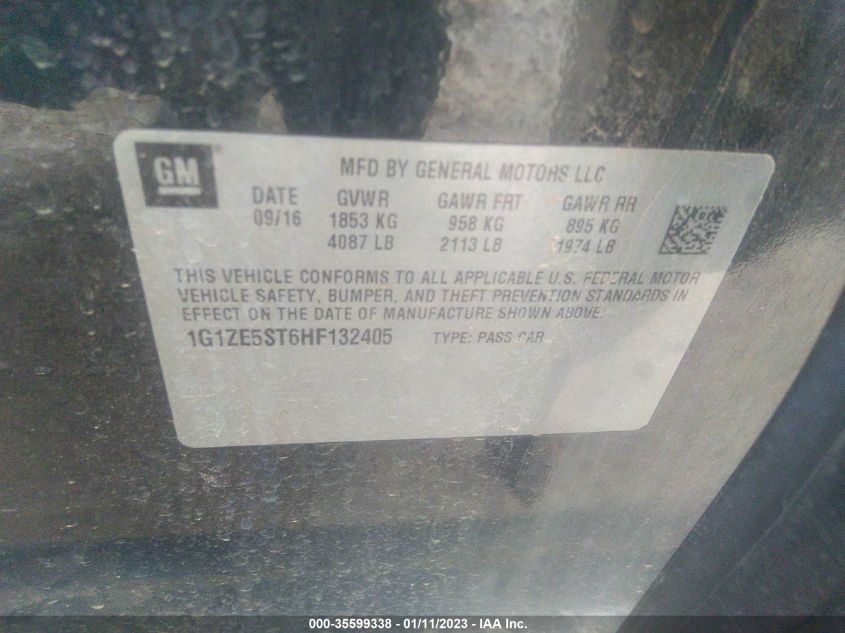 GM
MFD BY GENERAL MOTORS LLC
DATE GVWR GAWR FRT GAWR RR
09/16 1853 KG 958 KG 895 KG
4087 LB 2113 LB 1974 LB
THIS VEHICLE CONFORMS TO ALL APPLICABLE U.S. FEDERAL MOTOR
VEHICLE SAFETY, BUMPER, AND THEFT PREVENTION STANDARDS IN
EFFECT ON THE DATE OF MANUFACTURE SHOWN ABOVE.
1G1ZE5ST6HF132405 TYPE: PASS CAR
000-35599338 - 01/11/2023 - IAA Inc.